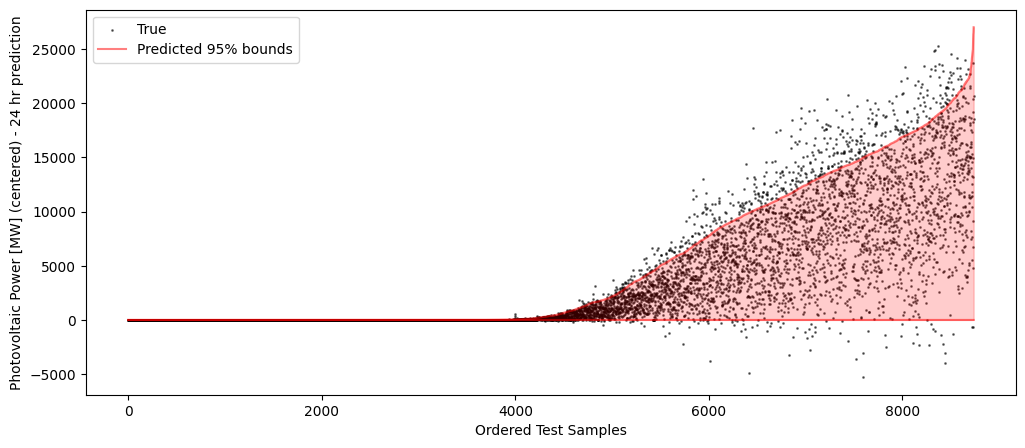 True
Predicted 95% bounds
Photovoltaic Power [MW] (centered) - 24 hr prediction
25000
20000
15000
10000
5000
0
−5000
0 2000 4000 6000 8000
Ordered Test Samples